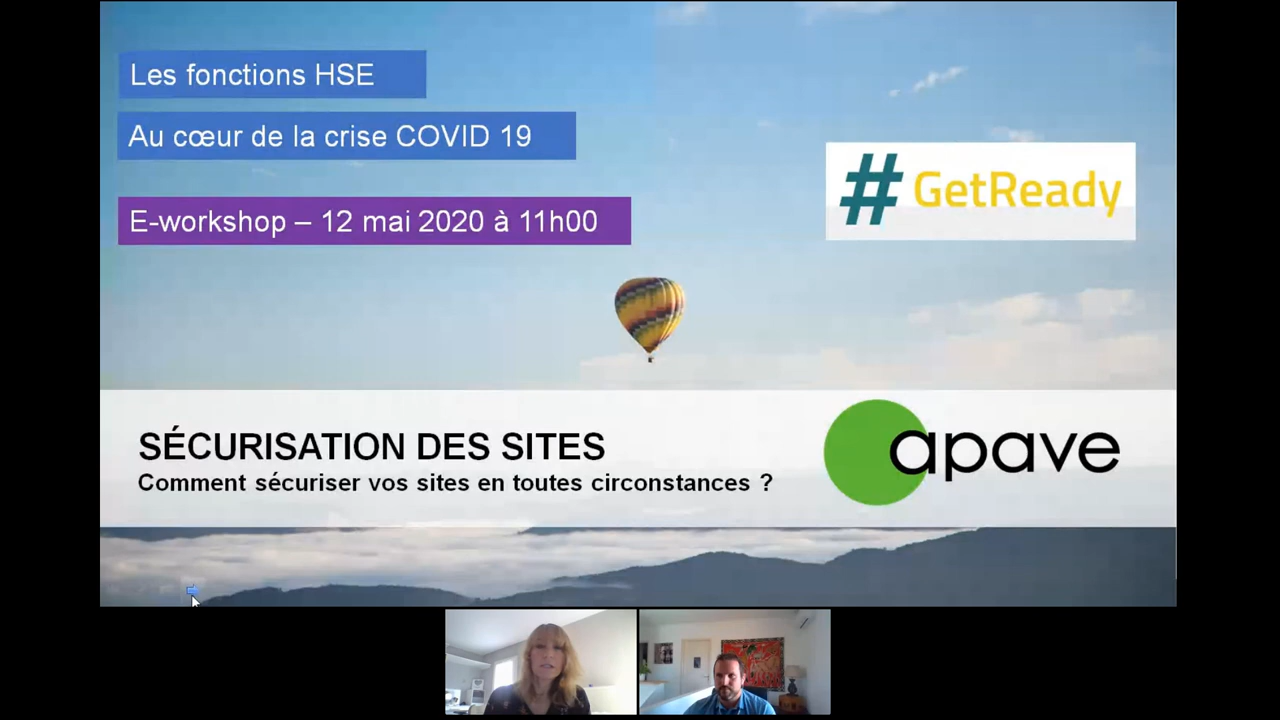 Les fonctions HSE
Au cœur de la crise COVID 19
E-workshop – 12 mai 2020 à 11h00
#GetReady
SÉCURISATION DES SITES
Comment sécuriser vos sites en toutes circonstances ?
apave